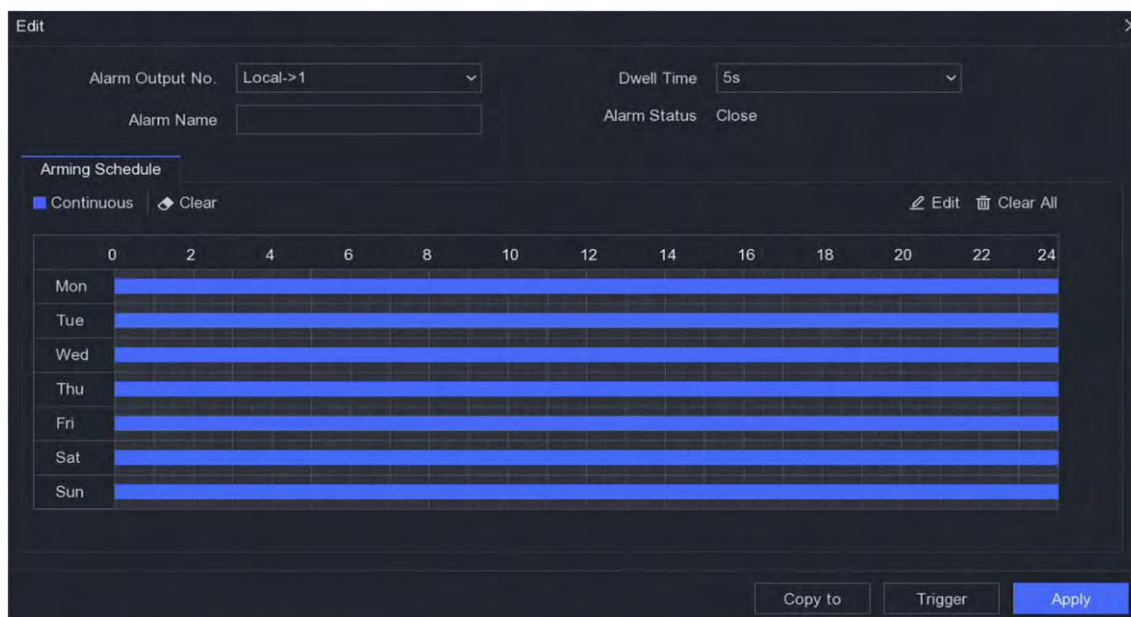 Edit
Alarm Output No. Local->1 Dwell Time 5s
Alarm Name Alarm Status Close
Arming Schedule
Continuous Clear Edit Clear All
0 2 4 6 8 10 12 14 16 18 20 22 24
Mon
Tue
Wed
Thu
Fri
Sat
Sun
Copy to Trigger Apply